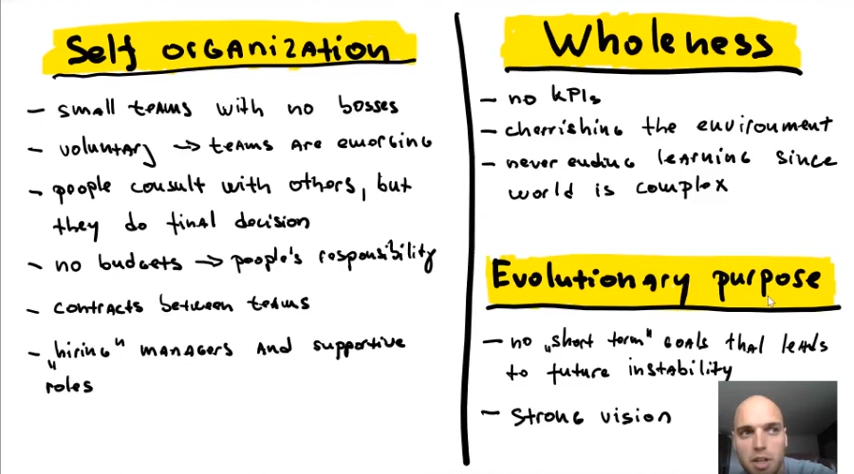 Self organization
- small teams with no bosses
- voluntary → teams are emerging
- people consult with others, but
they do final decision
- no budgets → people's responsibility
- contracts between teams
- „hiring" managers and supportive
roles
Wholeness
- no KPIs
- cherrishing the environment
- never ending learning since
world is complex
Evolutionary purpose
- no „short term" goals that leads
to future instability
- strong vision